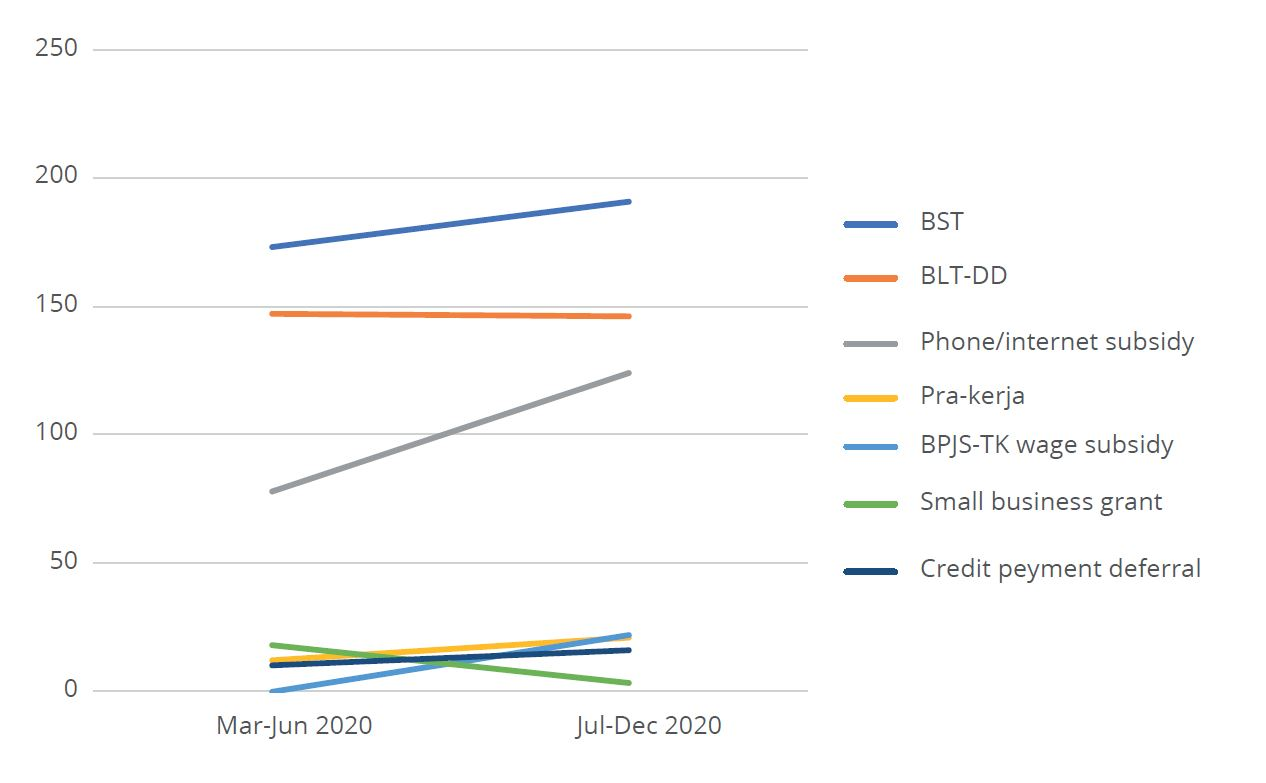 250
200
150
100
50
0
Mar-Jun 2020
Jul-Dec 2020
BST
BLT-DD
Phone/internet subsidy
Pra-kerja
BPJS-TK wage subsidy
Small business grant
Credit peyment deferral